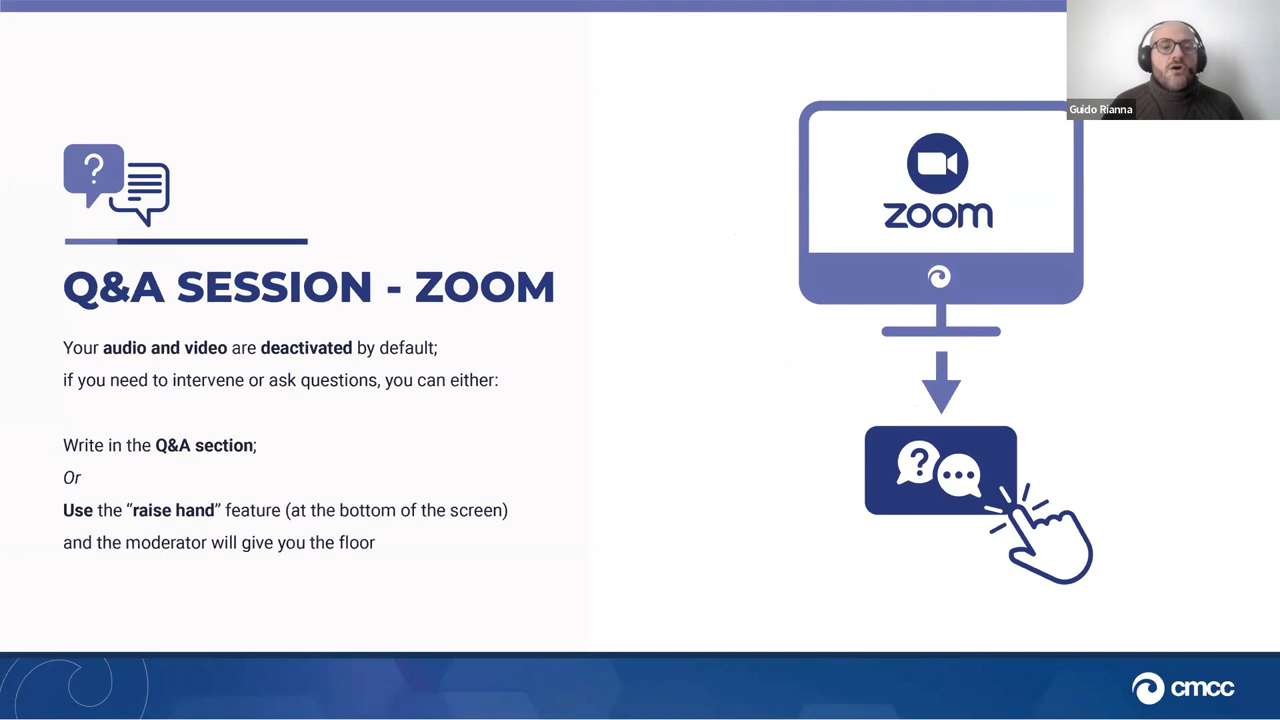 Guido Rianna
zoom
?
Q&A SESSION - ZOOM
Your audio and video are deactivated by default;
if you need to intervene or ask questions, you can either:
Write in the Q&A section;
Or
Use the “raise hand” feature (at the bottom of the screen)
and the moderator will give you the floor
?
cmcc